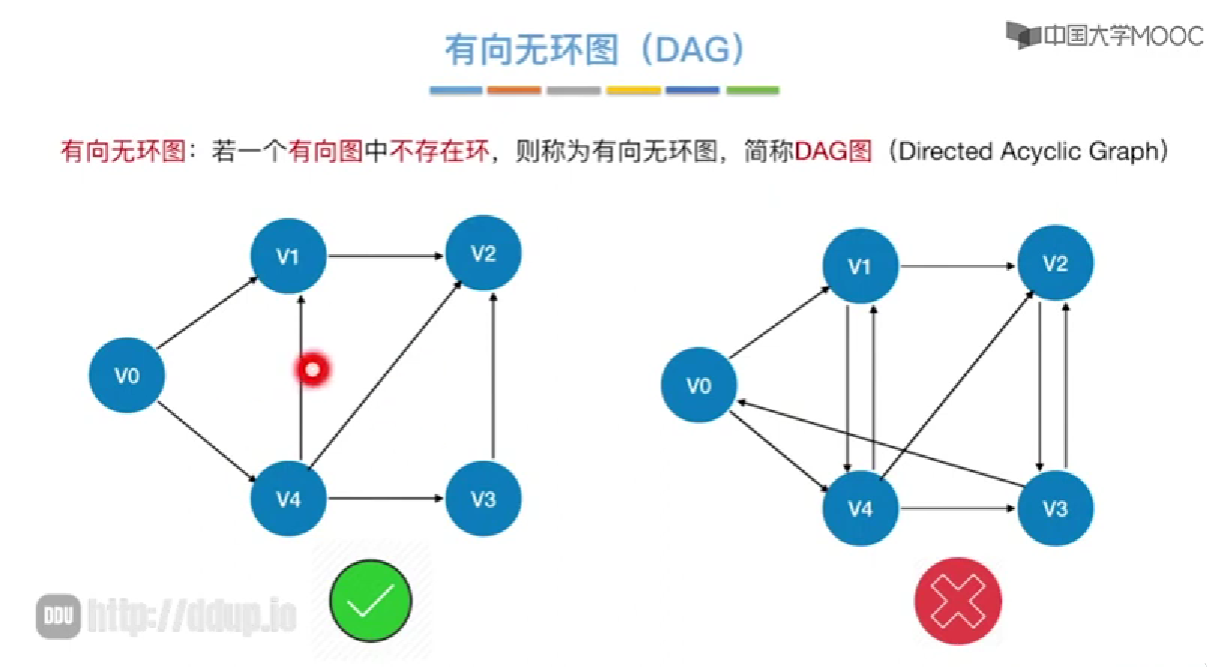 有向无环图（DAG）
中国大学MOOC
有向无环图：若一个有向图中不存在环，则称为有向无环图，简称DAG图（Directed Acyclic Graph）
V1
V2
V0
V4
V3
V1
V2
V0
V4
V3
DDU http://ddup.io